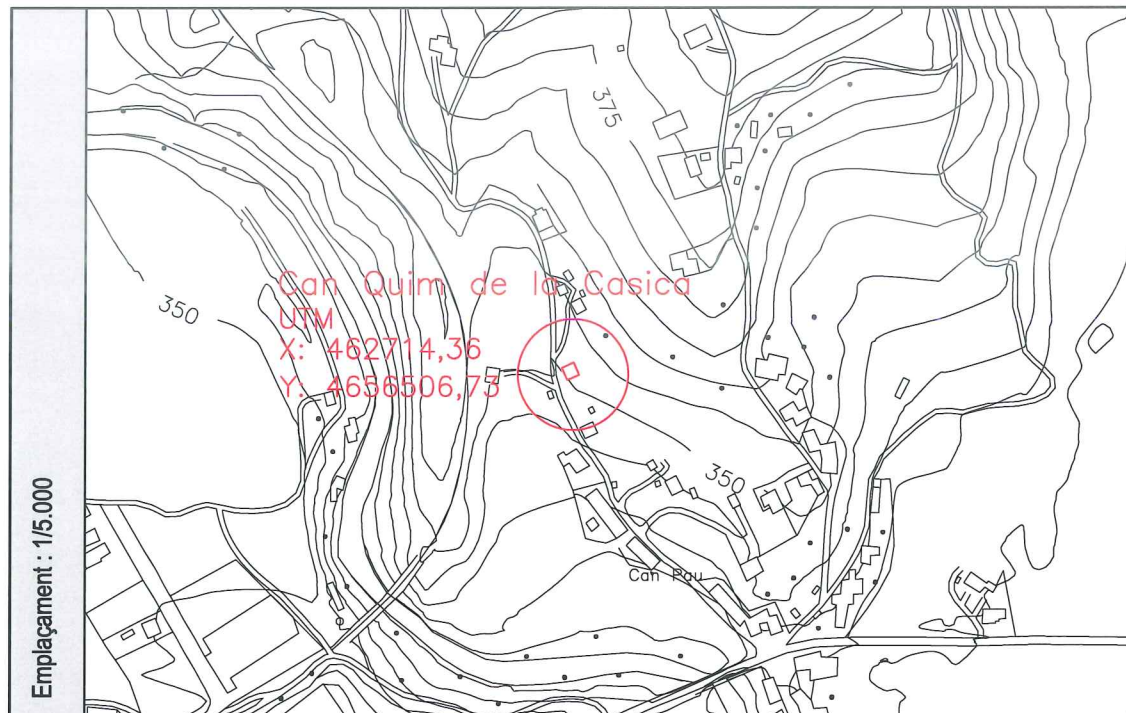 Emplaçament : 1/5.000
375
350
Can Quim de la Casica
UTM
X: 462714,36
Y: 4656506,73
350
Can Pau